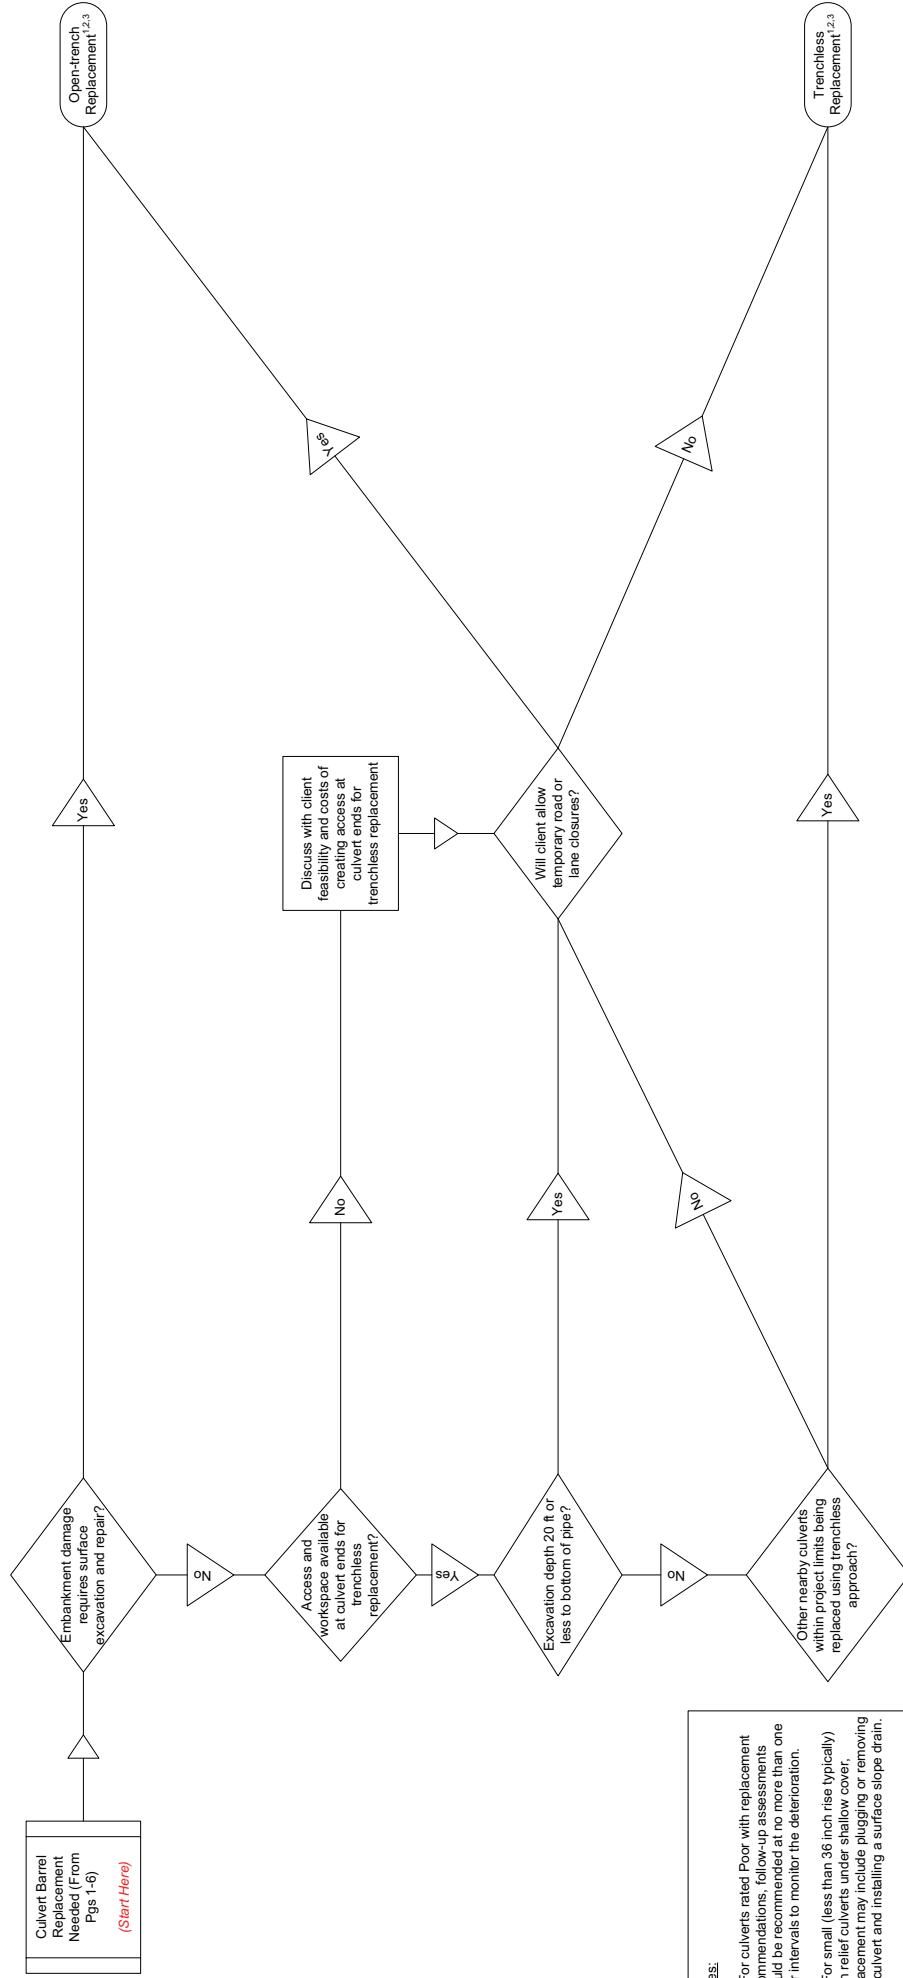 Culvert Barrel
Replacement
Needed (From
Pgs 1-6)
(Start Here)
Embankment damage
requires surface
excavation and repair?
Yes
Open-trench
Replacement1,2,3
No
Access and
workspace available
at culvert ends for
trenchless
replacement?
No
Discuss with client
feasibility and costs of
creating access at
culvert ends for
trenchless replacement
Yes
Excavation depth 20 ft or
less to bottom of pipe?
Yes
Will client allow
temporary road or
lane closures?
Yes
No
No
Other nearby culverts
within project limits being
replaced using trenchless
approach?
No
Yes
Trenchless
Replacement1,2,3
For culverts rated Poor with replacement
follow-up assessments
be recommended at no more than one
intervals to monitor the deterioration.
For small (less than 36 inch rise typically)
relief culverts under shallow cover,
may include plugging or removing
culvert and installing a surface slope drain.